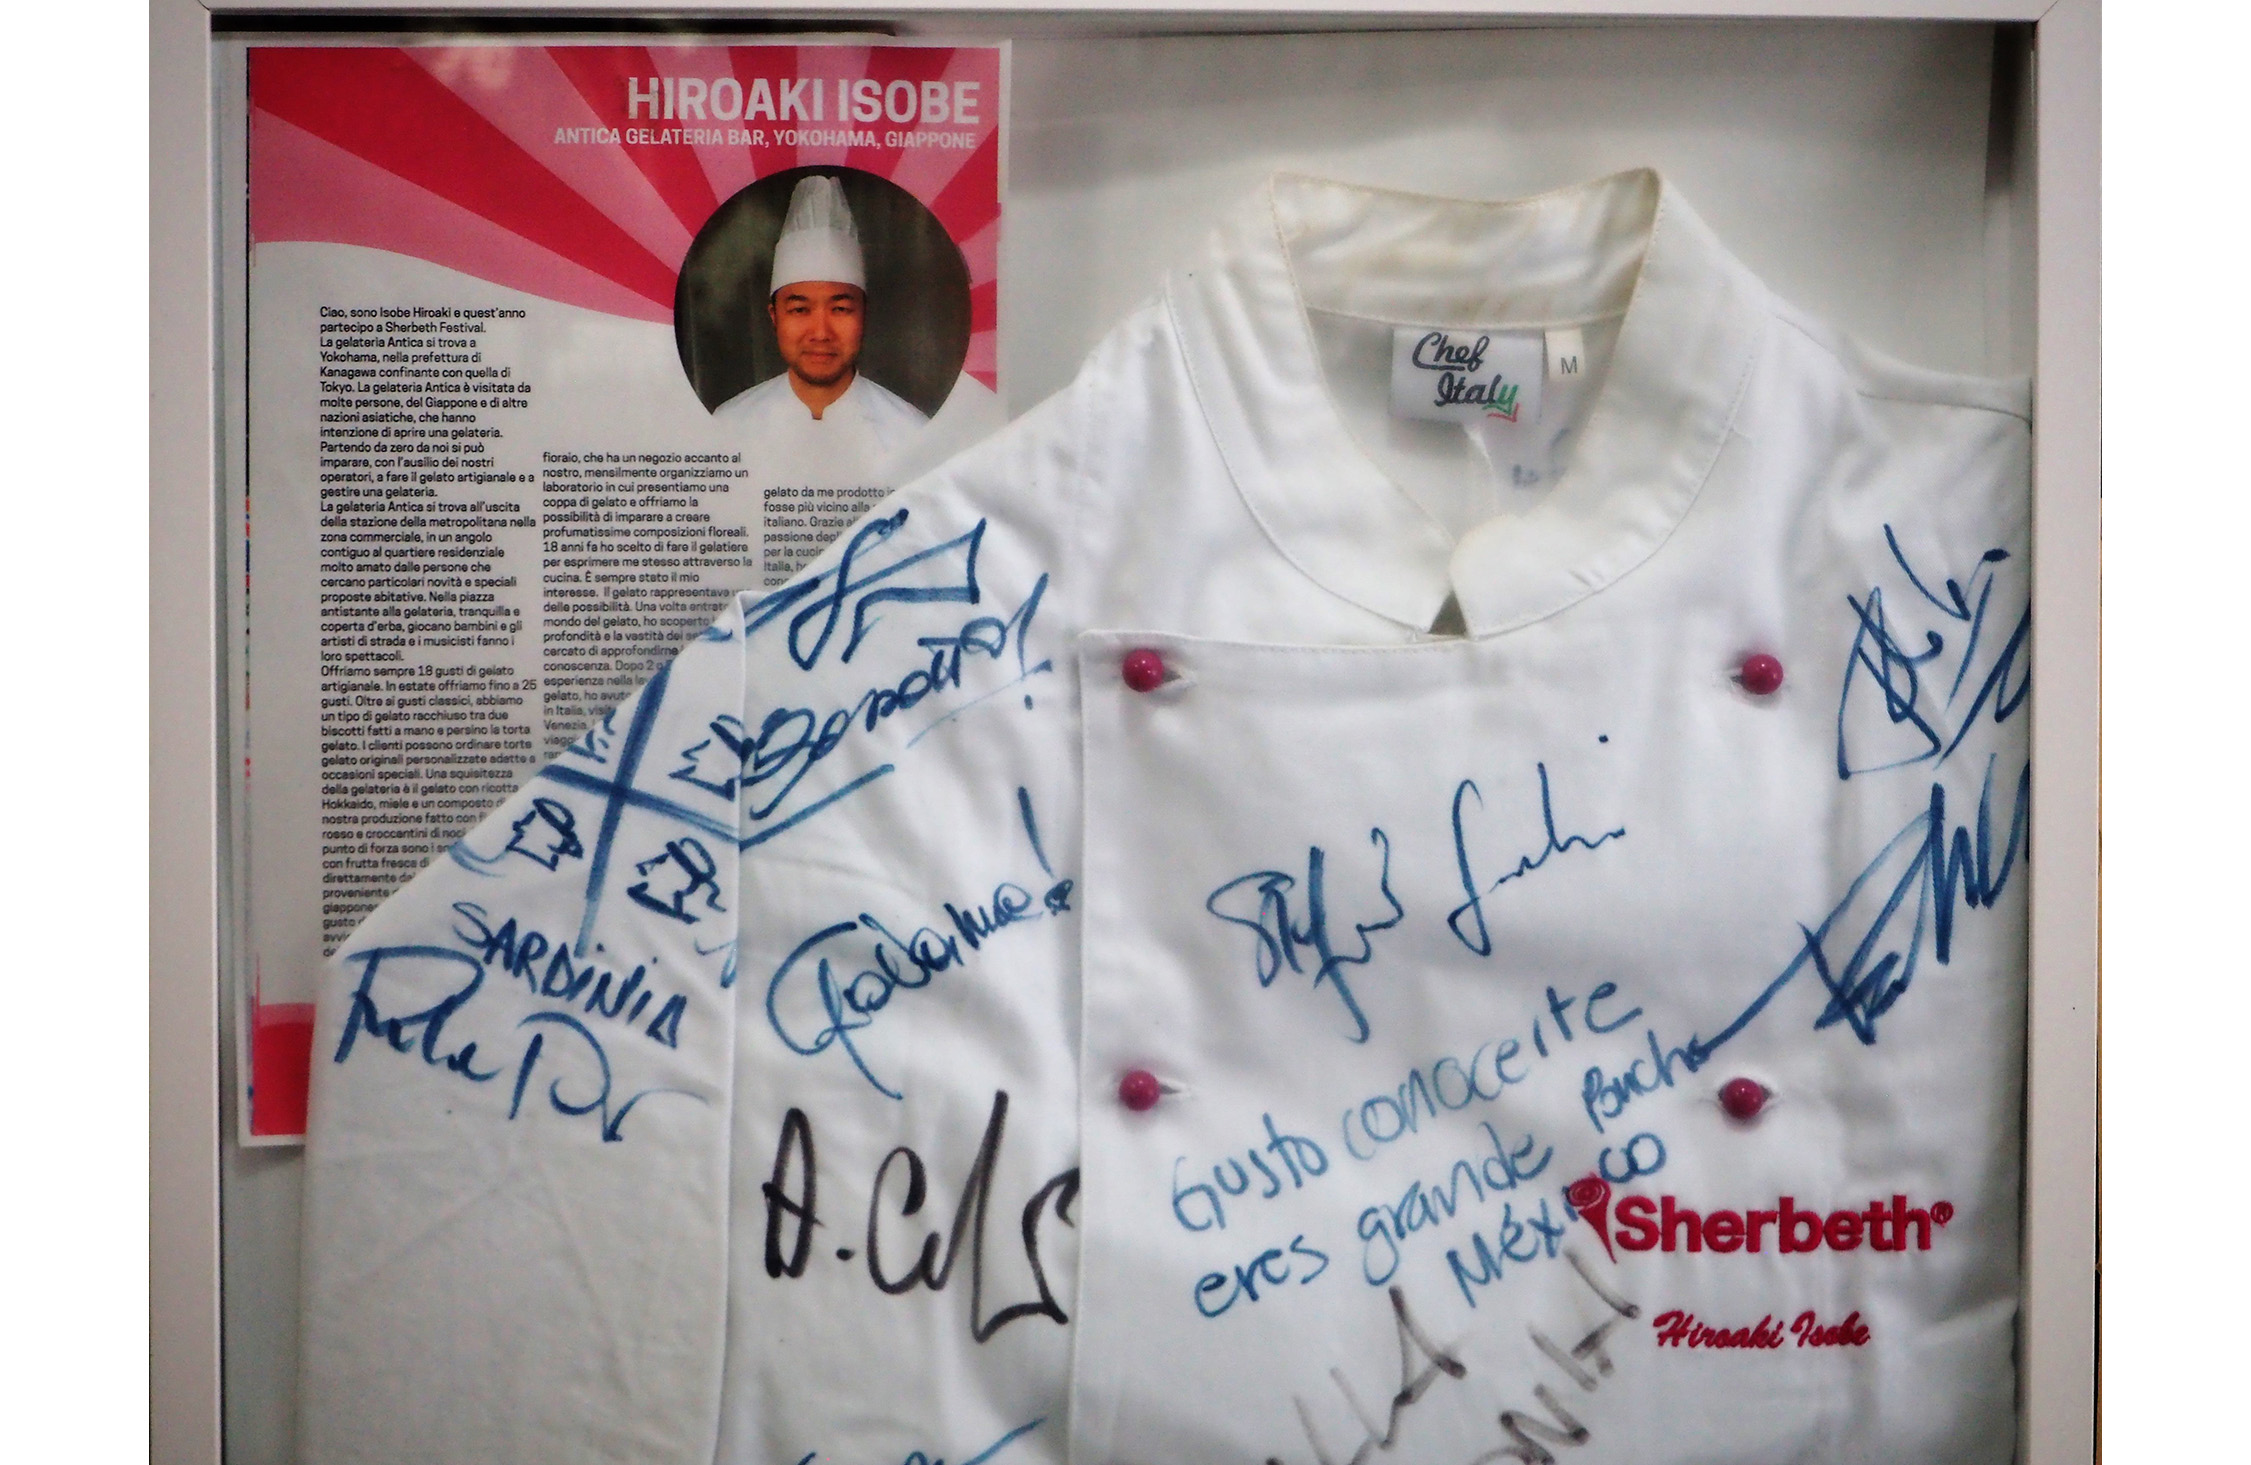 HIROAKI ISOBE
ANTICA GELATERIA BAR, YOKOHAMA, GIAPPONE
Ciao, sono Isobe Hiroaki e quest'anno
partecipo a Sherbeth Festival.
La gelateria Antica si trova a
Yokohama, nella prefettura di
Kanagawa confinante con quella di
Tokyo. La gelateria Antica è visitata da
molte persone, del Giappone e di altre
nazioni asiatiche, che hanno
intenzione di aprire una gelateria.
Partendo da zero da noi si può
imparare, con l'ausilio dei nostri
operatori, a fare il gelato artigianale e a
gestire una gelateria.
La gelateria Antica si trova all'uscita
della stazione della metropolitana nella
zona commerciale, in un angolo
contiguo al quartiere residenziale
molto amato dalle persone che
cercano particolari novità e speciali
proposte abitative. Nella piazza
antistante alla gelateria, tranquilla e
coperta d'erba, giocano bambini e gli
artisti di strada e i musicisti fanno i
loro spettacoli.
Offriamo sempre 18 gusti di gelato
artigianale. In estate offriamo fino a 25
gusti. Oltre ai gusti classici, abbiamo
un tipo di gelato racchiuso tra due
biscotti fatti a mano e persino la torta
gelato. I clienti possono ordinare torte
gelato originali personalizzate adatte a
occasioni speciali. Una squisitezza
della gelateria è il gelato con ricotta
Hokkaido, miele e un composto
nostra produzione fatto con
rosso e croccantini di noci
punto di forza sono i
con frutta fresca di
direttamente
proveniente
gusto
fioraio, che ha un negozio accanto al
nostro, mensilmente organizziamo un
laboratorio in cui presentiamo una
coppa di gelato e offriamo la
possibilità di imparare a creare
profumatissime composizioni floreali.
18 anni fa ho scelto di fare il gelatiere
per esprimere me stesso attraverso la
cucina. È sempre stato il mio
interesse. Il gelato rappresentava
delle possibilità. Una volta entrato
mondo del gelato, ho scoperto
profondità e la vastità del
cercato di approfondirne
conoscenza. Dopo 2
esperienza nella
gelato, ho
in Italia,
Venezia,
gelato da me prodotto
fosse più vicino alla
italiano. Grazie
passione
per la
Italia,
Chef
Italy
M
SARDINIA
A.
Gusto conocerte
eres grande Pancho
México
Sherbeth®
Hiroaki Isobe